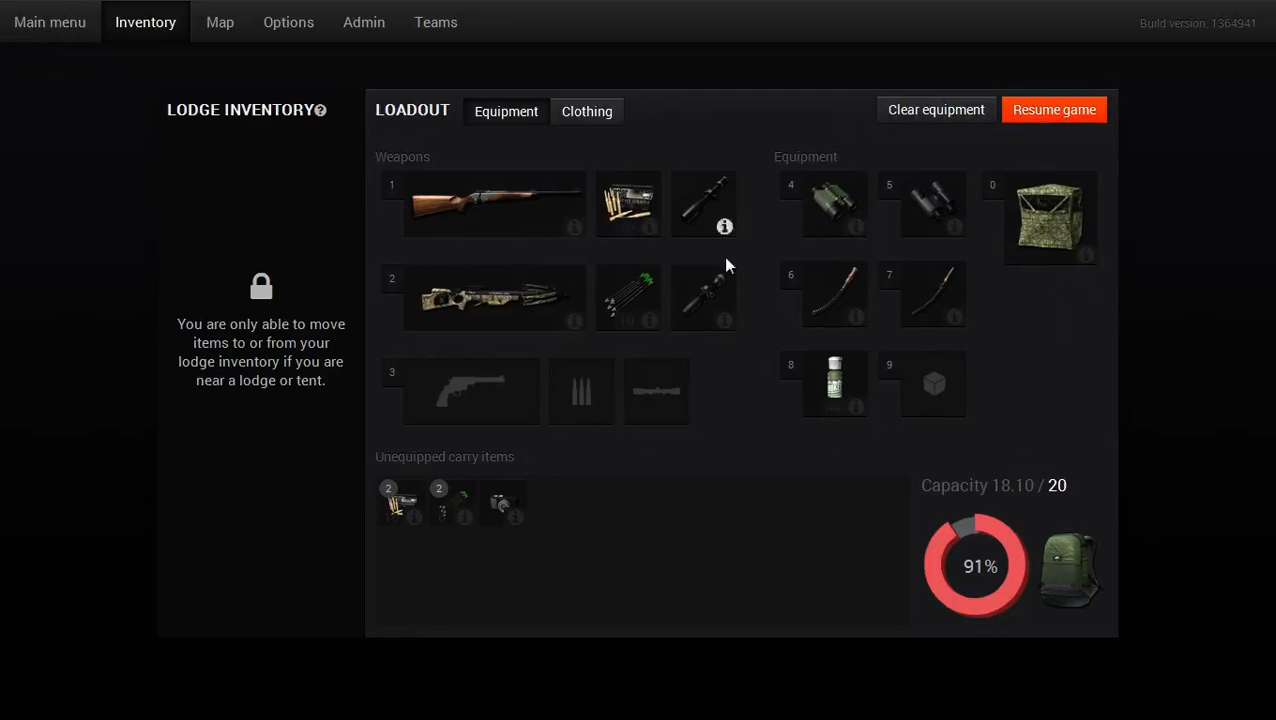 Main menu Inventory Map Options Admin Teams Build version: 1364941
LODGE INVENTORY
LOADOUT Equipment Clothing Clear equipment Resume game
Weapons Equipment
1 4 5 0
2 6 7
3 8 9
You are only able to move
items to or from your
lodge inventory if you are
near a lodge or tent.
Unequipped carry items
2 2
Capacity 18.10 / 20
91%